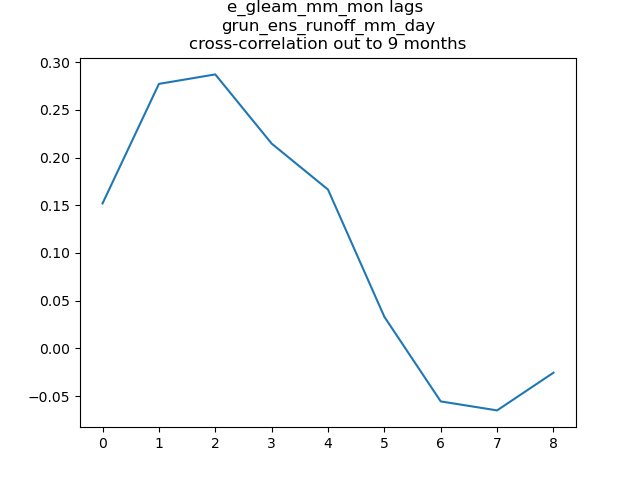 e_gleam_mm_mon lags
grun_ens_runoff_mm_day
cross-correlation out to 9 months
0.30
0.25
0.20
0.15
0.10
0.05
0.00
−0.05
0 1 2 3 4 5 6 7 8